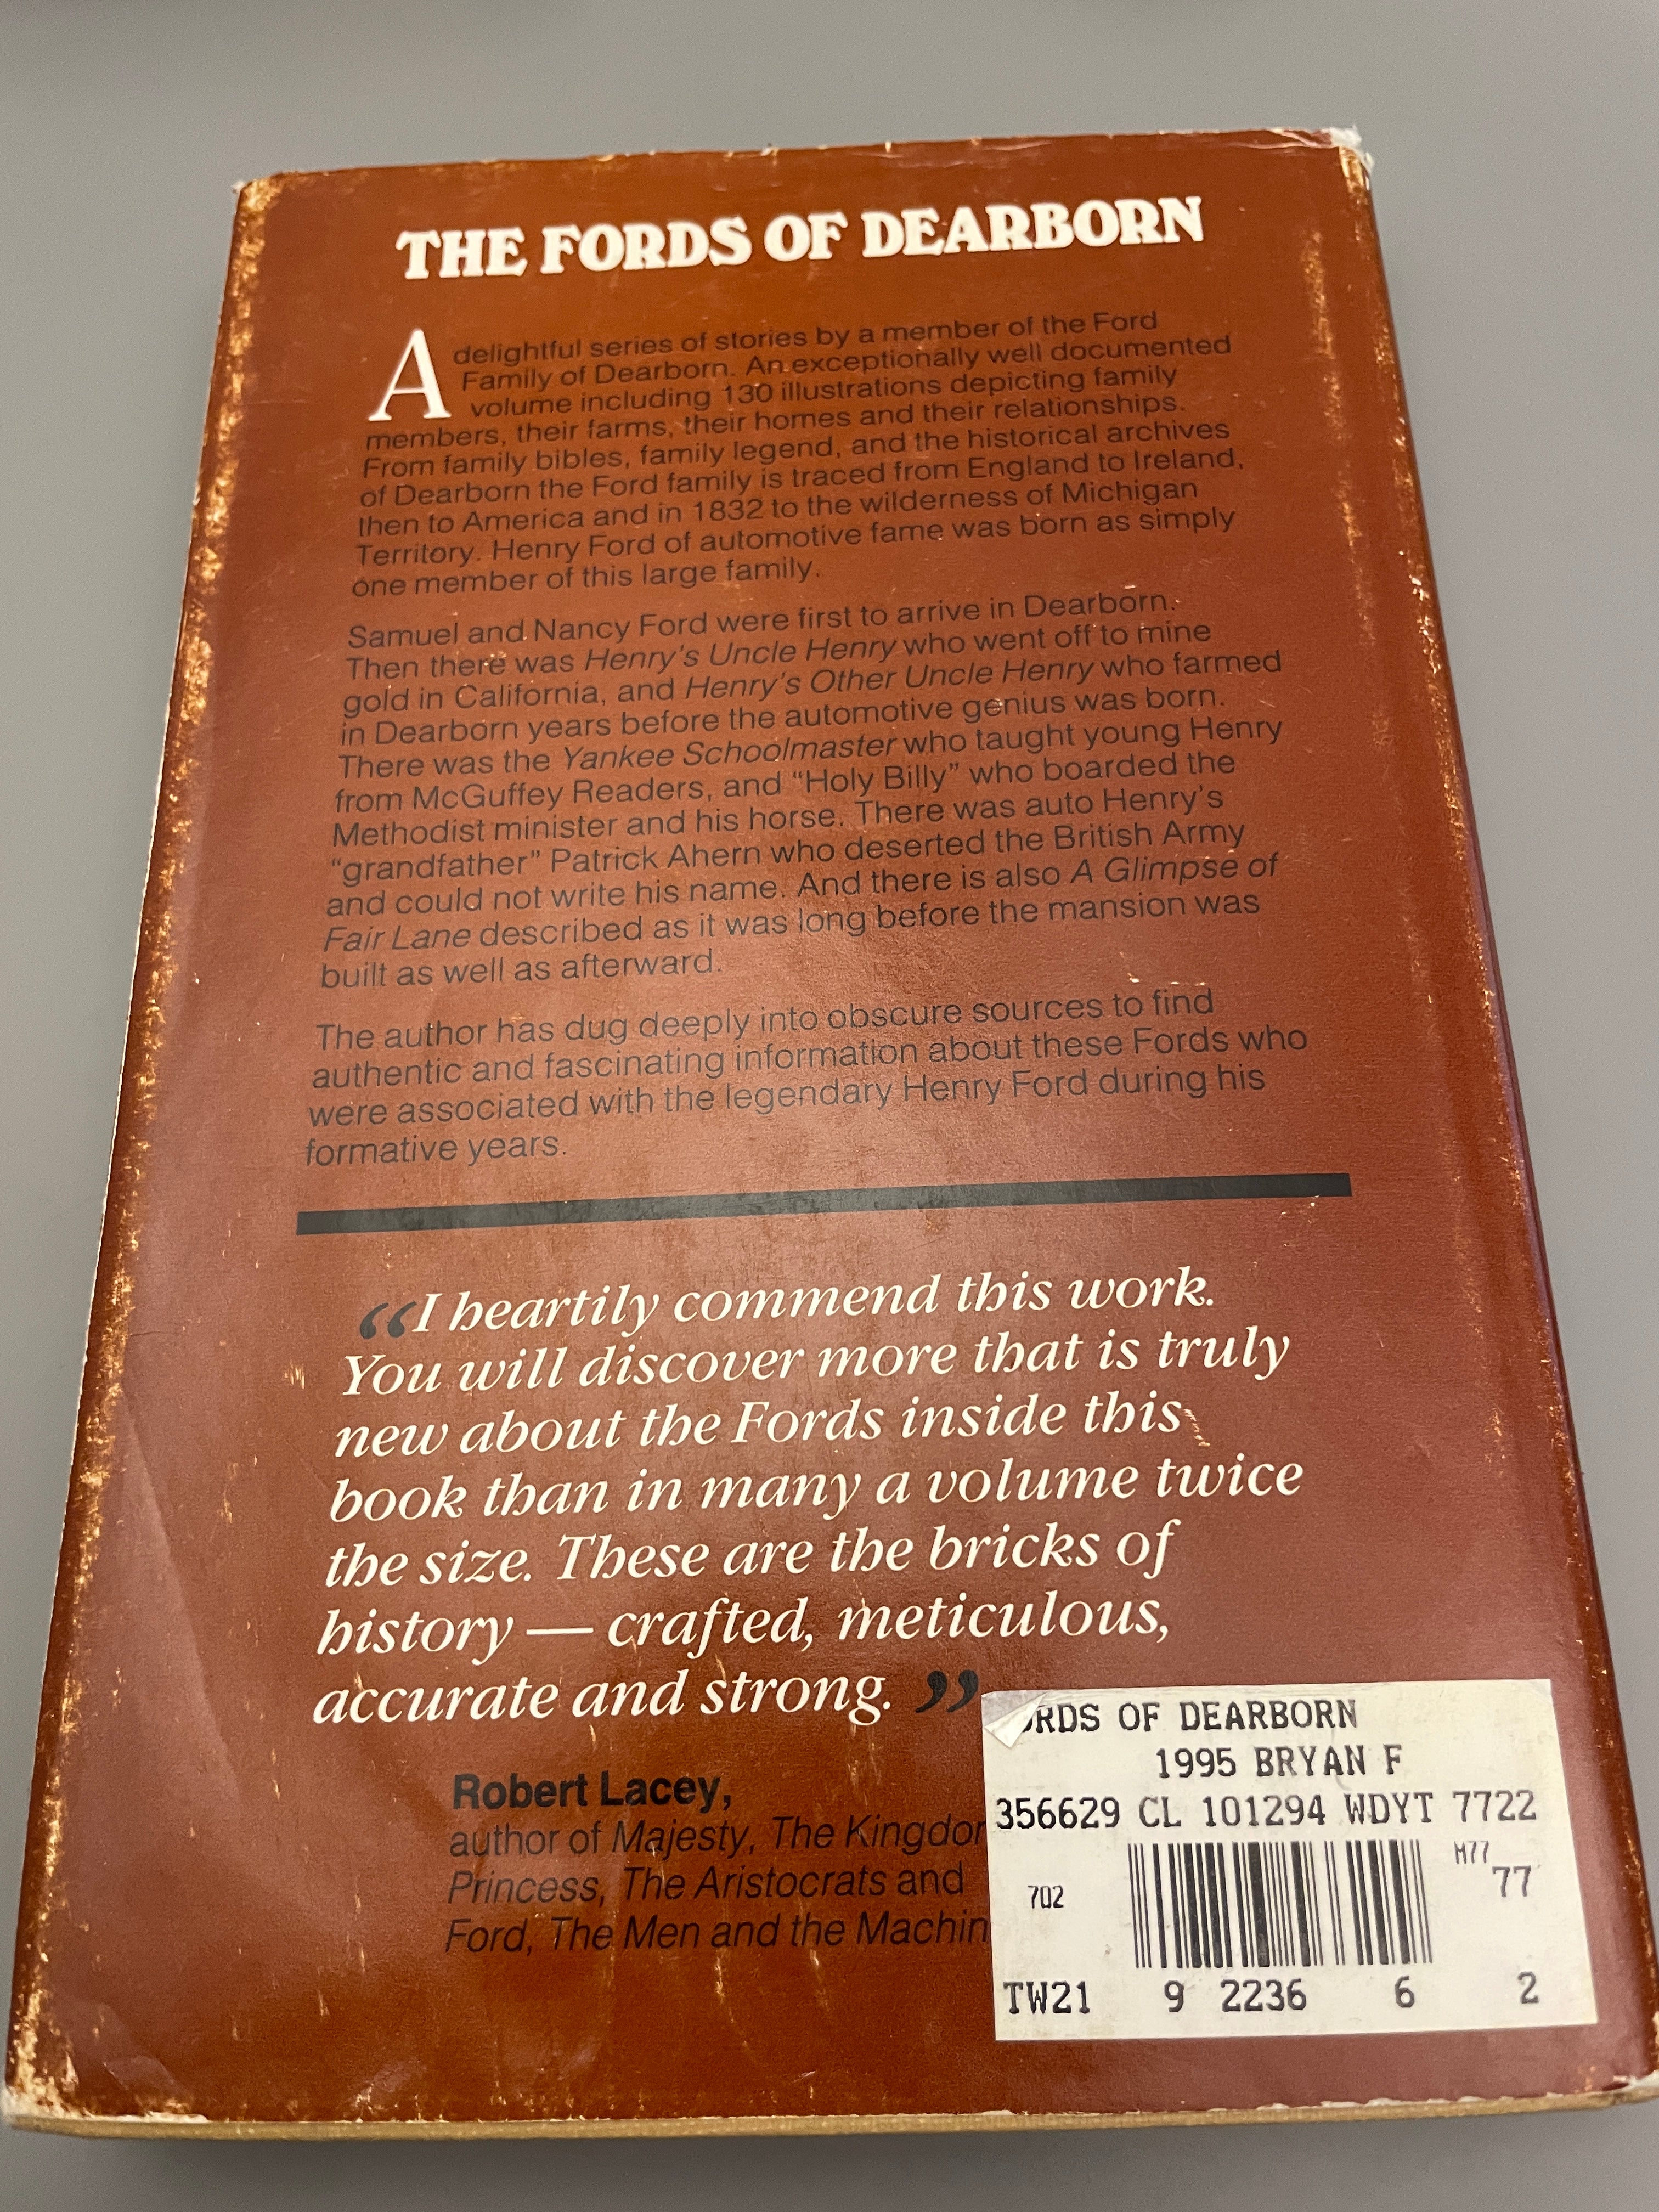 THE FORDS OF DEARBORN
A delightful series of stories by a member of the Ford
Family of Dearborn. An exceptionally well documented
volume including 130 illustrations depicting family
members, their farms, their homes and their relationships.
From family bibles, family legend, and the historical archives
of Dearborn the Ford family is traced from England to Ireland,
then to America and in 1832 to the wilderness of Michigan
Territory. Henry Ford of automotive fame was born as simply
one member of this large family.
Samuel and Nancy Ford were first to arrive in Dearborn.
Then there was Henry's Uncle Henry who went off to mine
gold in California, and Henry's Other Uncle Henry who farmed
in Dearborn years before the automotive genius was born.
There was the Yankee Schoolmaster who taught young Henry
from McGuffey Readers, and “Holy Billy” who boarded the
Methodist minister and his horse. There was auto Henry's
“grandfather” Patrick Ahern who deserted the British Army
and could not write his name. And there is also A Glimpse of
Fair Lane described as it was long before the mansion was
built as well as afterward.
The author has dug deeply into obscure sources to find
authentic and fascinating information about these Fords who
were associated with the legendary Henry Ford during his
formative years.
“I heartily commend this work.
You will discover more that is truly
new about the Fords inside this
book than in many a volume twice
the size. These are the bricks of
history — crafted, meticulous,
accurate and strong.”
Robert Lacey,
author of Majesty, The Kingdo
Princess, The Aristocrats and
Ford, The Men and the Machin
RDS OF DEARBORN
1995 BRYAN F
356629 CL 101294 WDYT 7722
M77
702 77
TW21 9 2236 6 2